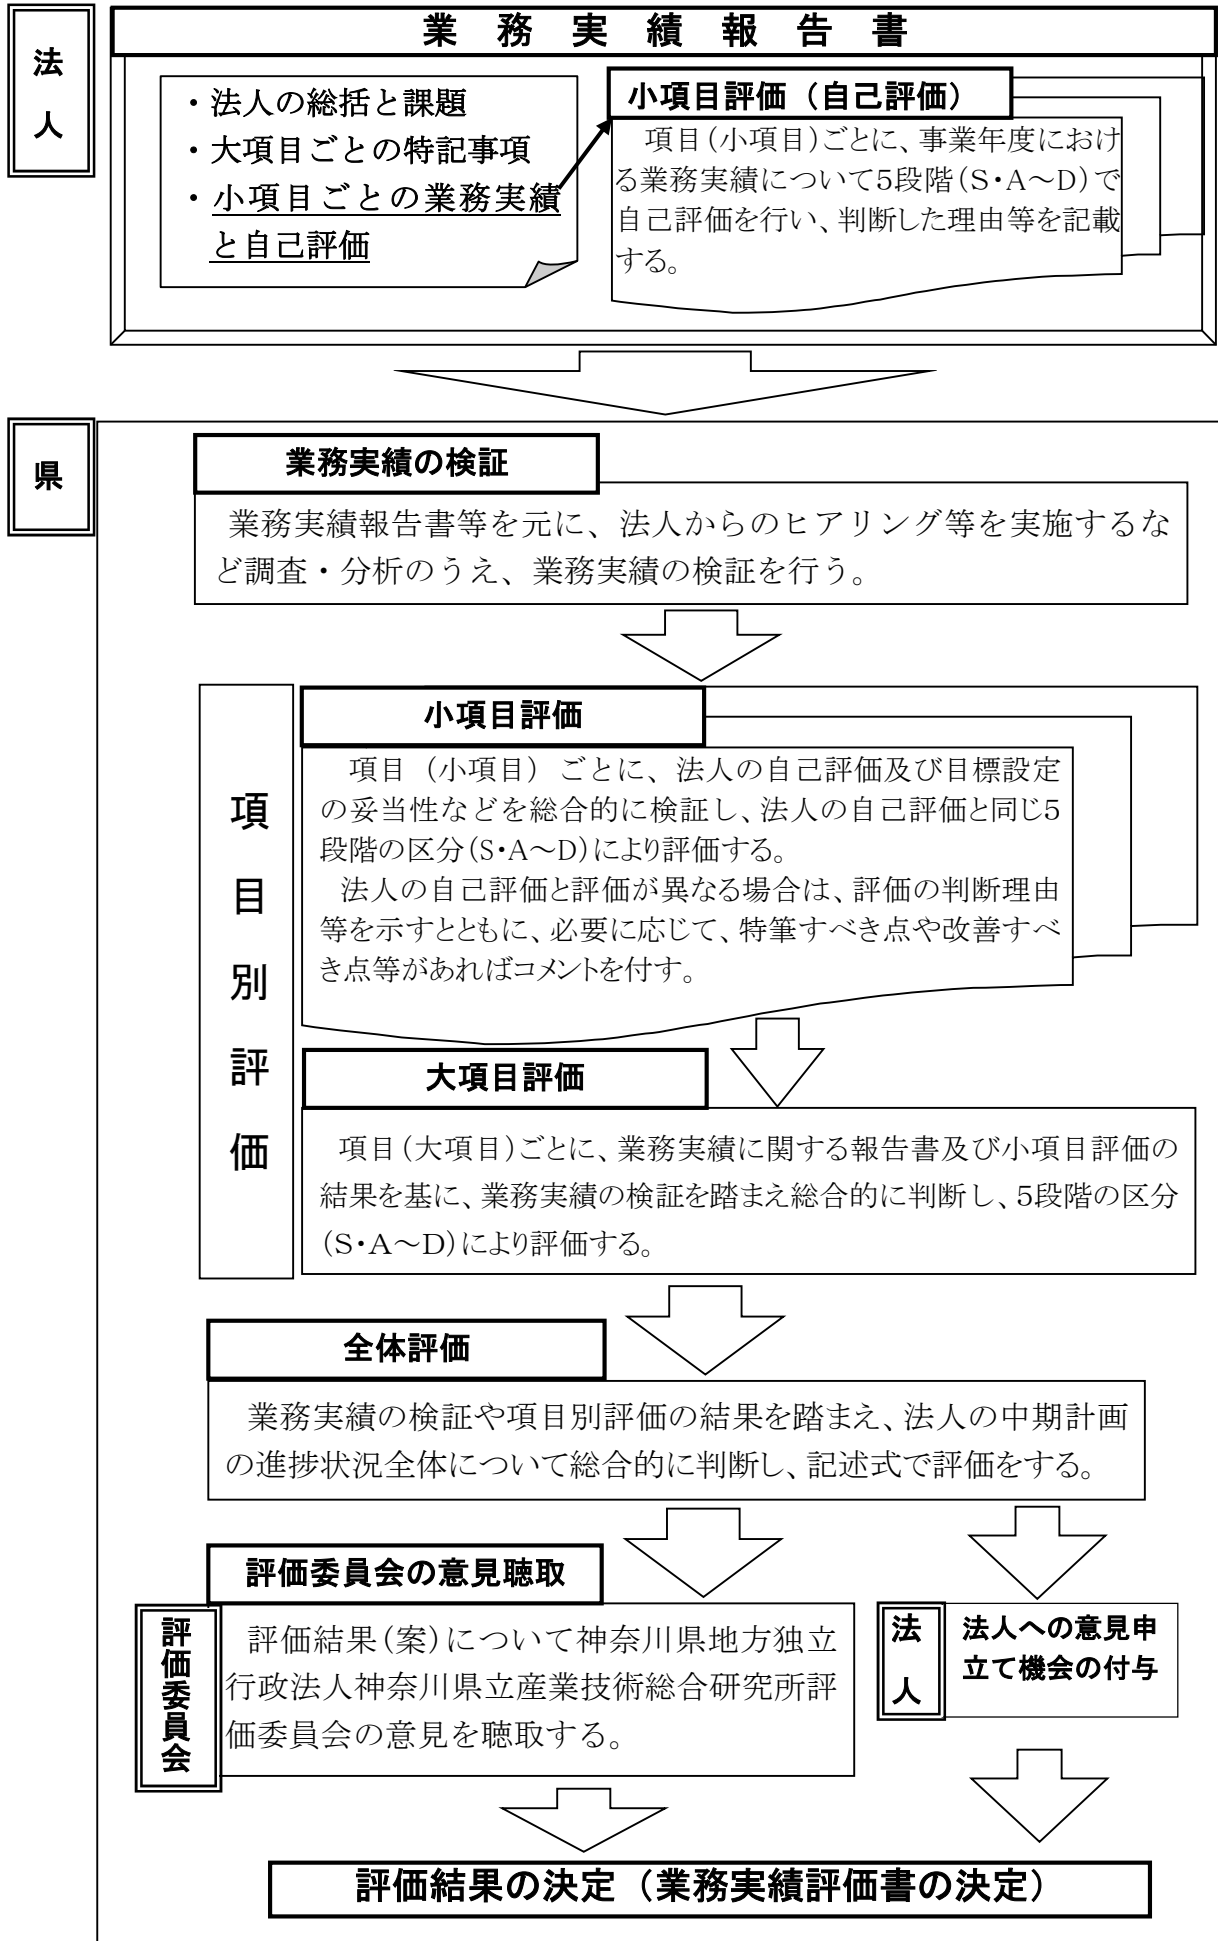 法人
業務実績報告書
・法人の総括と課題
・大項目ごとの特記事項
・小項目ごとの業務実績
と自己評価
小項目評価（自己評価）
項目（小項目）ごとに、事業年度におけ
る業務実績について5段階（S・A～D）で
自己評価を行い、判断した理由等を記載
する。
県
業務実績の検証
業務実績報告書等を元に、法人からのヒアリング等を実施するな
ど調査・分析のうえ、業務実績の検証を行う。
項目別評価
小項目評価
項目（小項目）ごとに、法人の自己評価及び目標設定
の妥当性などを総合的に検証し、法人の自己評価と同じ5
段階の区分（S・A～D）により評価する。
法人の自己評価と評価が異なる場合は、評価の判断理由
等を示すとともに、必要に応じて、特筆すべき点や改善すべ
き点等があればコメントを付す。
大項目評価
項目（大項目）ごとに、業務実績に関する報告書及び小項目評価の
結果を基に、業務実績の検証を踏まえ総合的に判断し、5段階の区分
（S・A～D）により評価する。
全体評価
業務実績の検証や項目別評価の結果を踏まえ、法人の中期計画
の進捗状況全体について総合的に判断し、記述式で評価をする。
評価委員会の意見聴取
評価委員会
評価結果（案）について神奈川県地方独立
行政法人神奈川県立産業技術総合研究所評
価委員会の意見を聴取する。
法人
法人への意見申
立て機会の付与
評価結果の決定（業務実績評価書の決定）